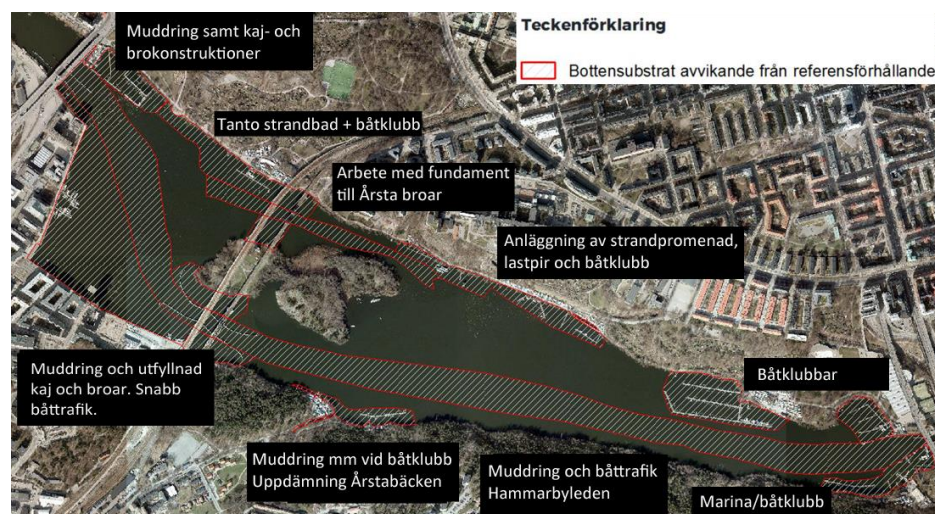 Muddring samt kaj- och
brokonstruktioner
Teckenförklaring
Bottensubstrat avvikande från referensförhållande
Tanto strandbad + båtklubb
Arbete med fundament
till Årsta broar
Anläggning av strandpromenad,
lastpir och båtklubb
Muddring och utfyllnad
kaj och broar. Snabb
båttrafik.
Båtklubbar
Muddring mm vid båtklubb
Uppdämning Årstabäcken
Muddring och båttrafik
Hammarbyleden
Marina/båtklubb